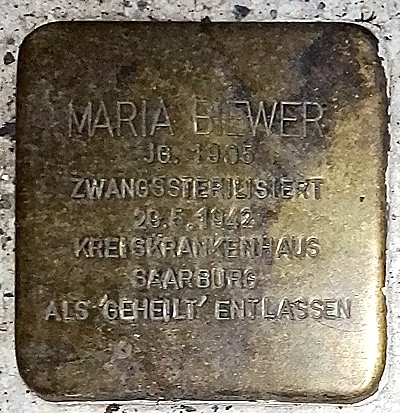 MARIA BIEWER
JG. 1905
ZWANGSSTERILISIERT
29.5.1942
KREISKRANKENHAUS
SAARBURG
ALS 'GEHEILT' ENTLASSEN